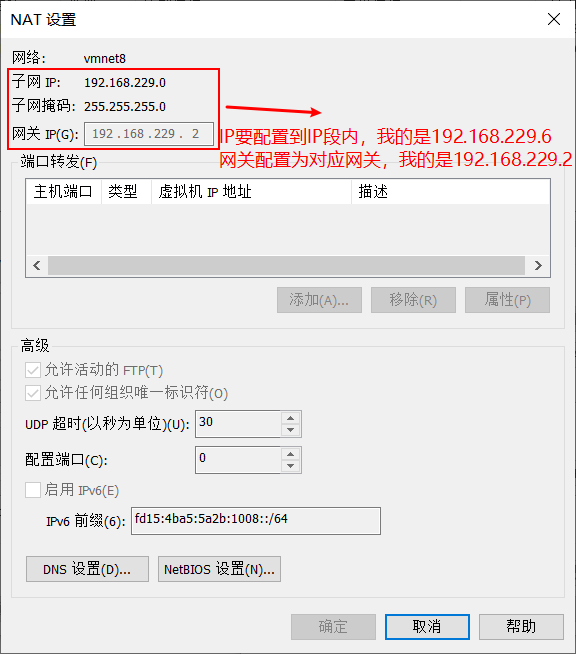 NAT 设置
网络: vmnet8
子网 IP: 192.168.229.0
子网掩码: 255.255.255.0
网关 IP(G): 192 . 168 . 229 . 2
IP要配置到IP段内，我的是192.168.229.6
网关配置为对应网关，我的是192.168.229.2
端口转发(F)
主机端口 类型 虚拟机 IP 地址 描述
添加(A)... 移除(R) 属性(P)
高级
允许活动的 FTP(T)
允许任何组织唯一标识符(O)
UDP 超时(以秒为单位)(U): 30
配置端口(C): 0
启用 IPv6(E)
IPv6 前缀(6): fd15:4ba5:5a2b:1008::/64
DNS 设置(D)... NetBIOS 设置(N)...
确定 取消 帮助